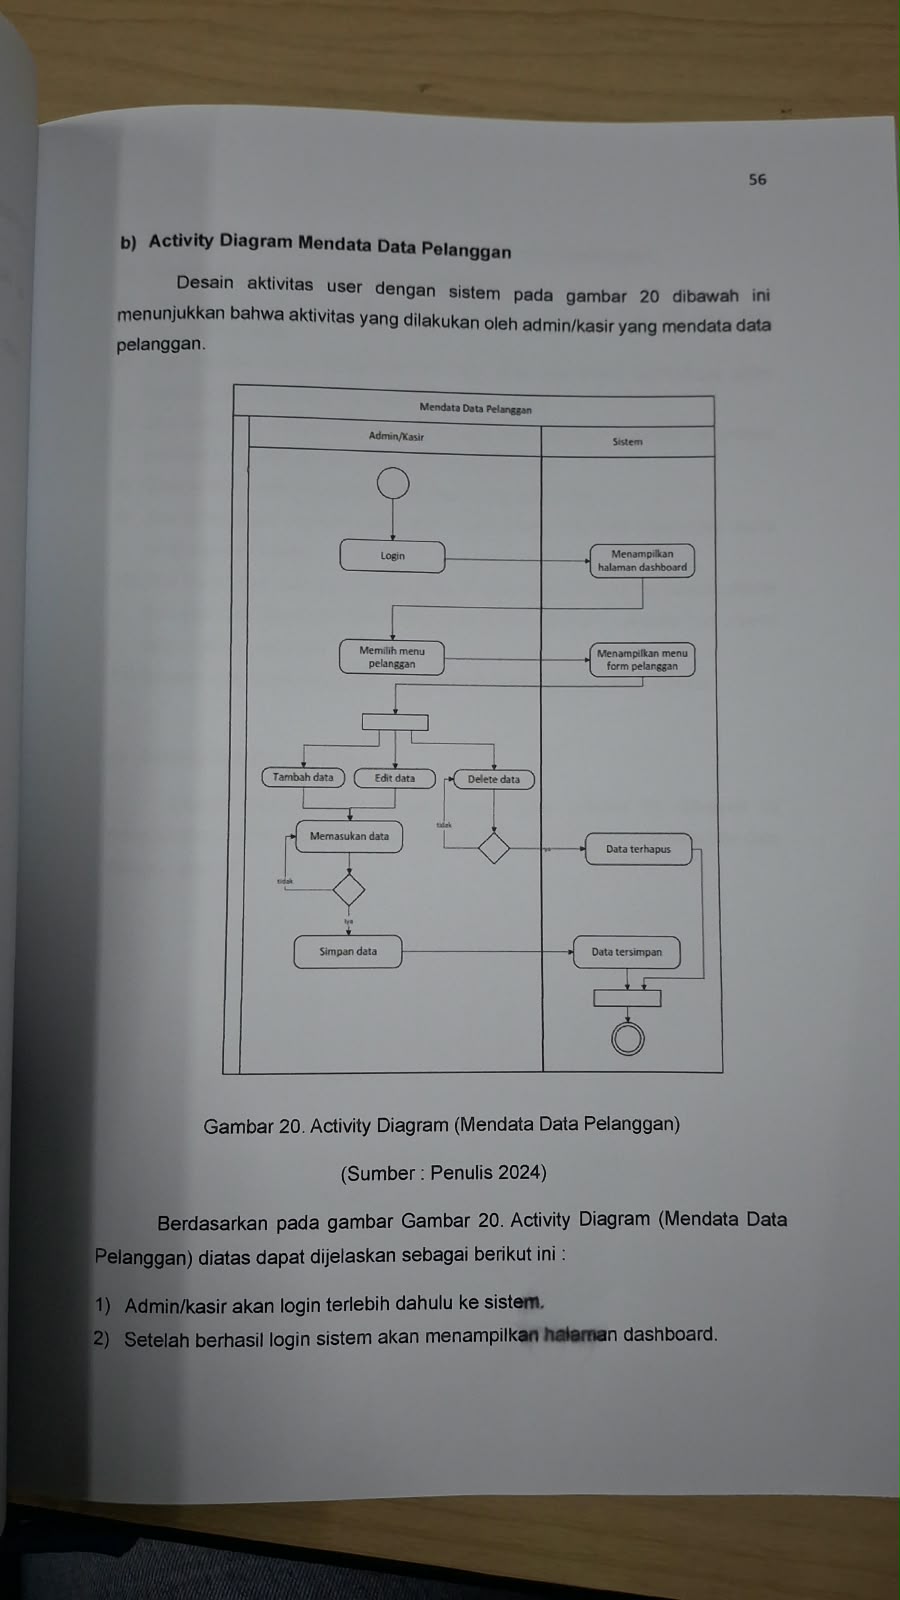 56
b) Activity Diagram Mendata Data Pelanggan
Desain aktivitas user dengan sistem pada gambar 20 dibawah ini
menunjukkan bahwa aktivitas yang dilakukan oleh admin/kasir yang mendata data
pelanggan.
Mendata Data Pelanggan
Admin/Kasir
Sistem
Login
Menampilkan
halaman dashboard
Memilih menu
pelanggan
Menampilkan menu
form pelanggan
Tambah data
Edit data
Delete data
tidak
Memasukan data
Data terhapus
tidak
Iya
Simpan data
Data tersimpan
Gambar 20. Activity Diagram (Mendata Data Pelanggan)
(Sumber : Penulis 2024)
Berdasarkan pada gambar Gambar 20. Activity Diagram (Mendata Data
Pelanggan) diatas dapat dijelaskan sebagai berikut ini :
1) Admin/kasir akan login terlebih dahulu ke sistem.
2) Setelah berhasil login sistem akan menampilkan halaman dashboard.